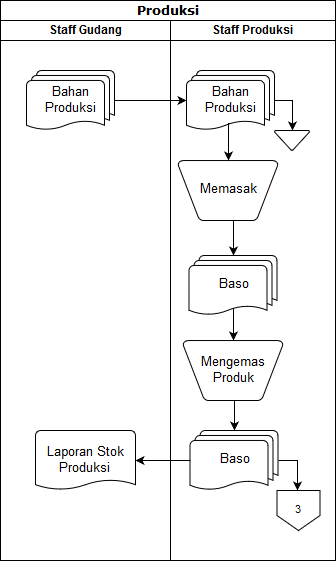 Produksi
Staff Gudang
Staff Produksi
Bahan
Produksi
Bahan
Produksi
Memasak
Baso
Mengemas
Produk
Laporan Stok
Produksi
Baso
3